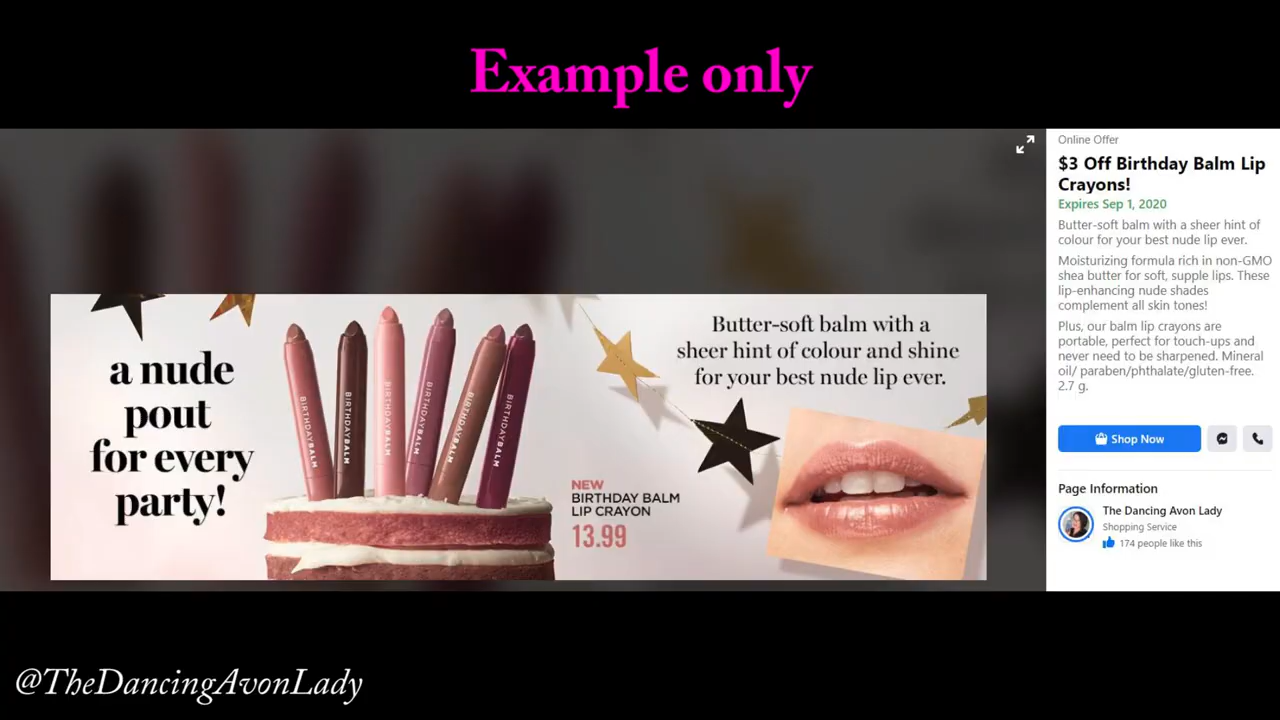 Example only
a nude
pout
for every
party!
BIRTHDAYBALM
BIRTHDAYBALM
BIRTHDAYBALM
BIRTHDAYBALM
BIRTHDAYBALM
BIRTHDAYBALM
NEW
BIRTHDAY BALM
LIP CRAYON
13.99
Butter-soft balm with a
sheer hint of colour and shine
for your best nude lip ever.
Online Offer
$3 Off Birthday Balm Lip
Crayons!
Expires Sep 1, 2020
Butter-soft balm with a sheer hint of
colour for your best nude lip ever.
Moisturizing formula rich in non-GMO
shea butter for soft, supple lips. These
lip-enhancing nude shades
complement all skin tones!
Plus, our balm lip crayons are
portable, perfect for touch-ups and
never need to be sharpened. Mineral
oil/ paraben/phthalate/gluten-free.
2.7 g.
Shop Now
Page Information
The Dancing Avon Lady
Shopping Service
174 people like this
@TheDancingAvonLady